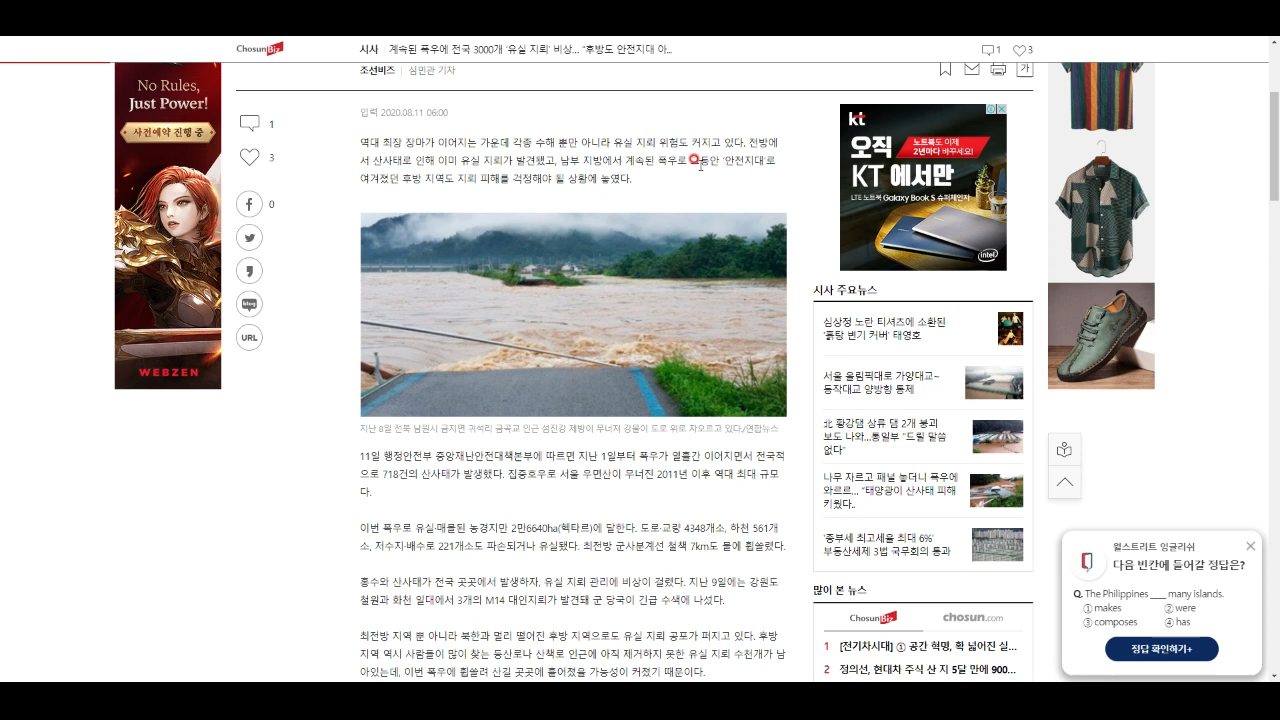 ChosunBiz
시사 계속된 폭우에 전국 3000개 '유실 지뢰' 비상... "후방도 안전지대 아...
1 3
조선비즈 심민관 기자
가
No Rules,
Just Power!
사전예약 진행 중
WEBZEN
1
3
0
blog
URL
입력 2020.08.11 06:00
역대 최장 장마가 이어지는 가운데 각종 수해 뿐만 아니라 유실 지뢰 위험도 커지고 있다. 전방에
서 산사태로 인해 이미 유실 지뢰가 발견됐고, 남부 지방에서 계속된 폭우로 동안 '안전지대'로
여겨졌던 후방 지역도 지뢰 피해를 걱정해야 될 상황에 놓였다.
지난 8일 전북 남원시 금지면 귀석리 금곡교 인근 섬진강 제방이 무너져 강물이 도로 위로 차오르고 있다./연합뉴스
11일 행정안전부 중앙재난안전대책본부에 따르면 지난 1일부터 폭우가 열흘간 이어지면서 전국적
으로 718건의 산사태가 발생했다. 집중호우로 서울 우면산이 무너진 2011년 이후 역대 최대 규모
다.
이번 폭우로 유실·매몰된 농경지만 2만6640ha(헥타르)에 달한다. 도로·교량 4348개소, 하천 561개
소, 저수지·배수로 221개소도 파손되거나 유실됐다. 최전방 군사분계선 철책 7km도 물에 휩쓸렸다.
홍수와 산사태가 전국 곳곳에서 발생하자, 유실 지뢰 관리에 비상이 걸렸다. 지난 9일에는 강원도
철원과 화천 일대에서 3개의 M14 대인지뢰가 발견돼 군 당국이 긴급 수색에 나섰다.
최전방 지역 뿐 아니라 북한과 멀리 떨어진 후방 지역으로도 유실 지뢰 공포가 퍼지고 있다. 후방
지역 역시 사람들이 많이 찾는 등산로나 산책로 인근에 아직 제거하지 못한 유실 지뢰 수천개가 남
아있는데, 이번 폭우에 휩쓸려 산길 곳곳에 흩어졌을 가능성이 커졌기 때문이다.
kt
오직
노트북도 이제
2년마다 바꾸세요!
KT 에서만
LTE 노트북 Galaxy Book S 슈퍼체인지
intel
시사 주요뉴스
심상정 노란 티셔츠에 소환된
'흙탕 변기 커버' 태영호
서울 올림픽대로 가양대교~
동작대교 양방향 통제
北 황강댐 상류 댐 2개 붕괴
보도 나와...통일부 "드릴 말씀
없다"
나무 자르고 패널 놓더니 폭우에
와르르... "태양광이 산사태 피해
키웠다..
'종부세 최고세율 최대 6%'
부동산세제 3법 국무회의 통과
많이 본 뉴스
ChosunBiz chosun.com
1 [전기차시대] ① 공간 혁명, 확 넓어진 실...
2 정의선, 현대차 주식 산 지 5달 만에 900...
월스트리트 잉글리쉬
다음 빈칸에 들어갈 정답은?
Q. The Philippines ___ many islands.
① makes ② were
③ composes ④ has
정답 확인하기+